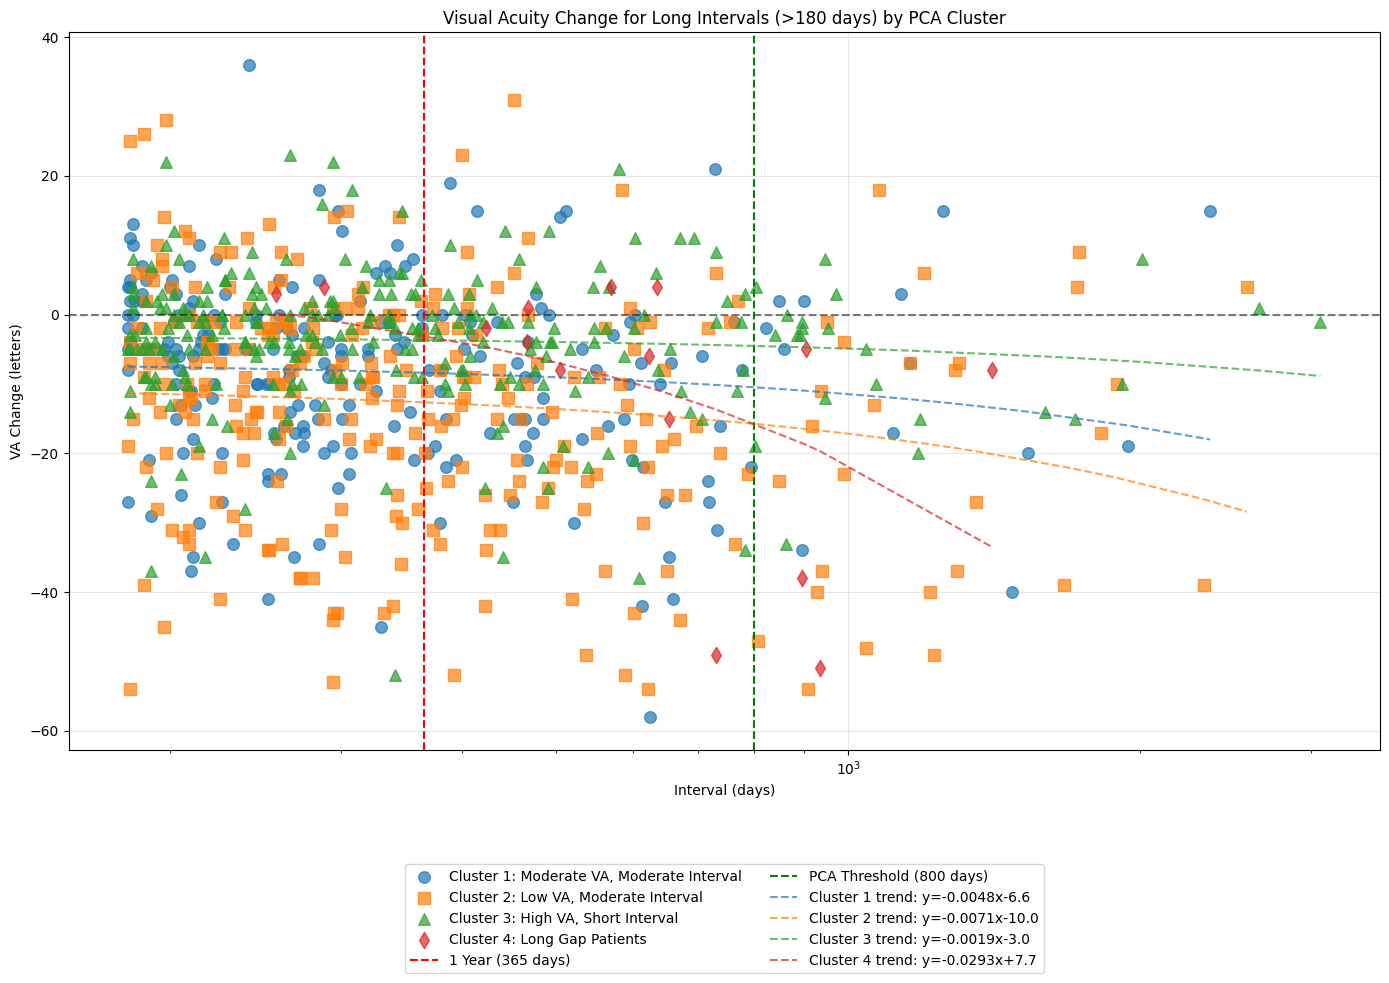 Visual Acuity Change for Long Intervals (>180 days) by PCA Cluster
40
20
0
−20
−40
−60
VA Change (letters)
10³
Interval (days)
Cluster 1: Moderate VA, Moderate Interval
Cluster 2: Low VA, Moderate Interval
Cluster 3: High VA, Short Interval
Cluster 4: Long Gap Patients
1 Year (365 days)
PCA Threshold (800 days)
Cluster 1 trend: y=-0.0048x-6.6
Cluster 2 trend: y=-0.0071x-10.0
Cluster 3 trend: y=-0.0019x-3.0
Cluster 4 trend: y=-0.0293x+7.7